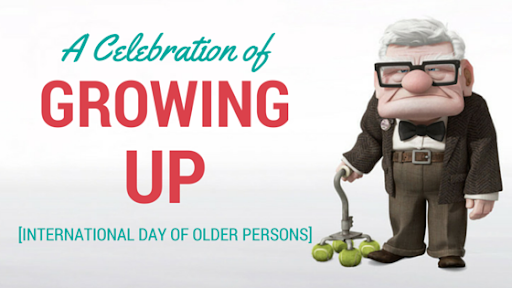 A Celebration of
GROWING
UP
[INTERNATIONAL DAY OF OLDER PERSONS]